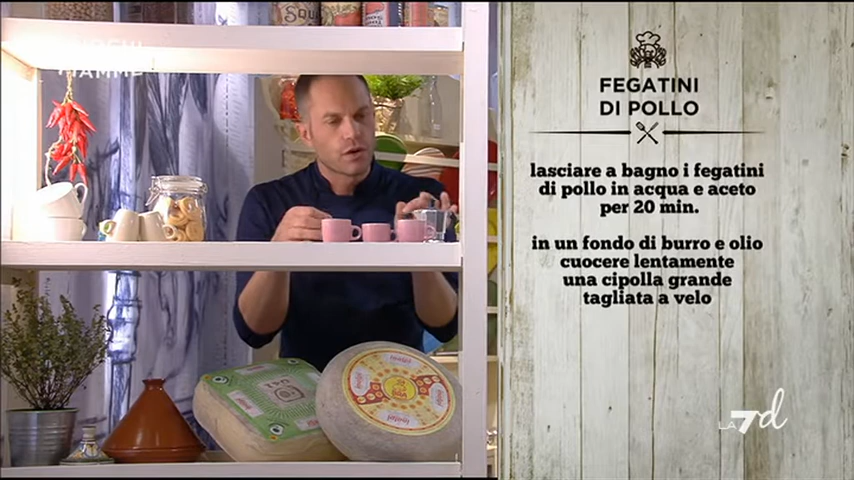 FEGATINI
DI POLLO
lasciare a bagno i fegatini
di pollo in acqua e aceto
per 20 min.
in un fondo di burro e olio
cuocere lentamente
una cipolla grande
tagliata a velo
LA7d